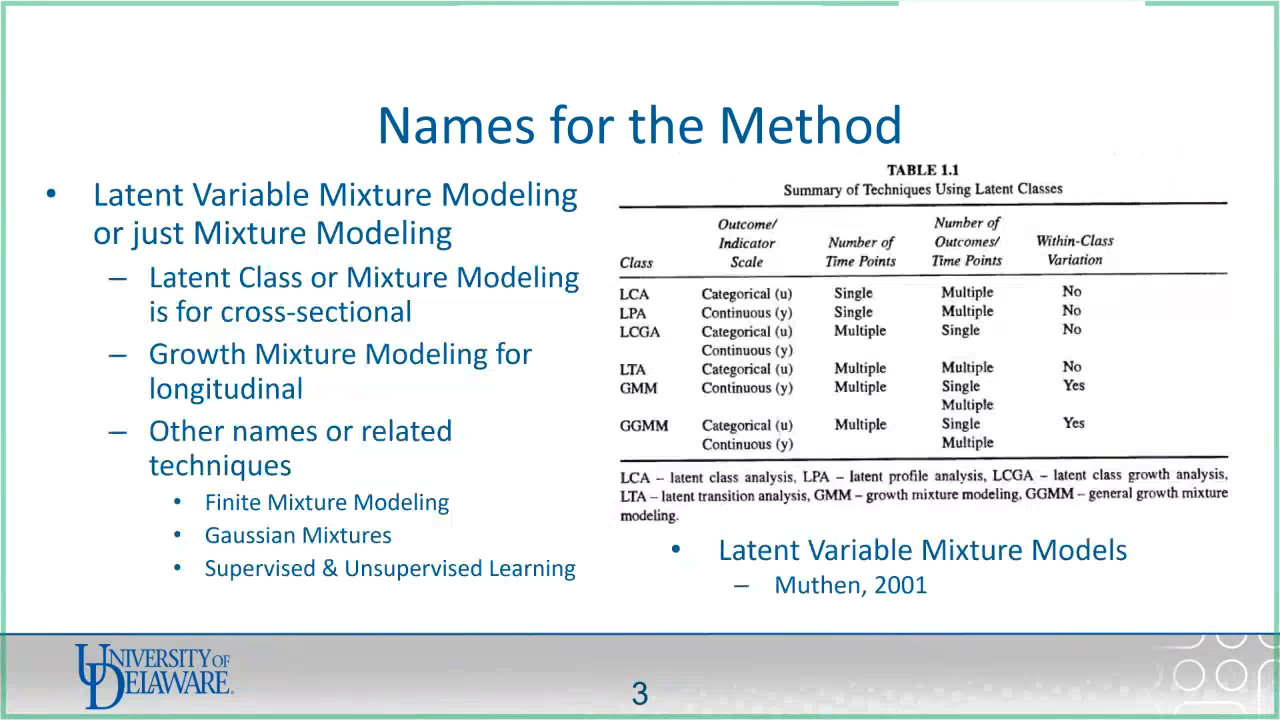 Names for the Method
• Latent Variable Mixture Modeling
or just Mixture Modeling
– Latent Class or Mixture Modeling
is for cross-sectional
– Growth Mixture Modeling for
longitudinal
– Other names or related
techniques
• Finite Mixture Modeling
• Gaussian Mixtures
• Supervised & Unsupervised Learning
TABLE 1.1
Summary of Techniques Using Latent Classes
Outcome/ Number of
Indicator Number of Outcomes/ Within-Class
Class Scale Time Points Time Points Variation
LCA Categorical (u) Single Multiple No
LPA Continuous (y) Single Multiple No
LCGA Categorical (u) Multiple Single No
Continuous (y)
LTA Categorical (u) Multiple Multiple No
GMM Continuous (y) Multiple Single Yes
Multiple
GGMM Categorical (u) Multiple Single Yes
Continuous (y) Multiple
LCA – latent class analysis, LPA – latent profile analysis, LCGA – latent class growth analysis,
LTA – latent transition analysis, GMM – growth mixture modeling, GGMM – general growth mixture
modeling.
• Latent Variable Mixture Models
– Muthen, 2001
UNIVERSITY OF
DELAWARE.
3